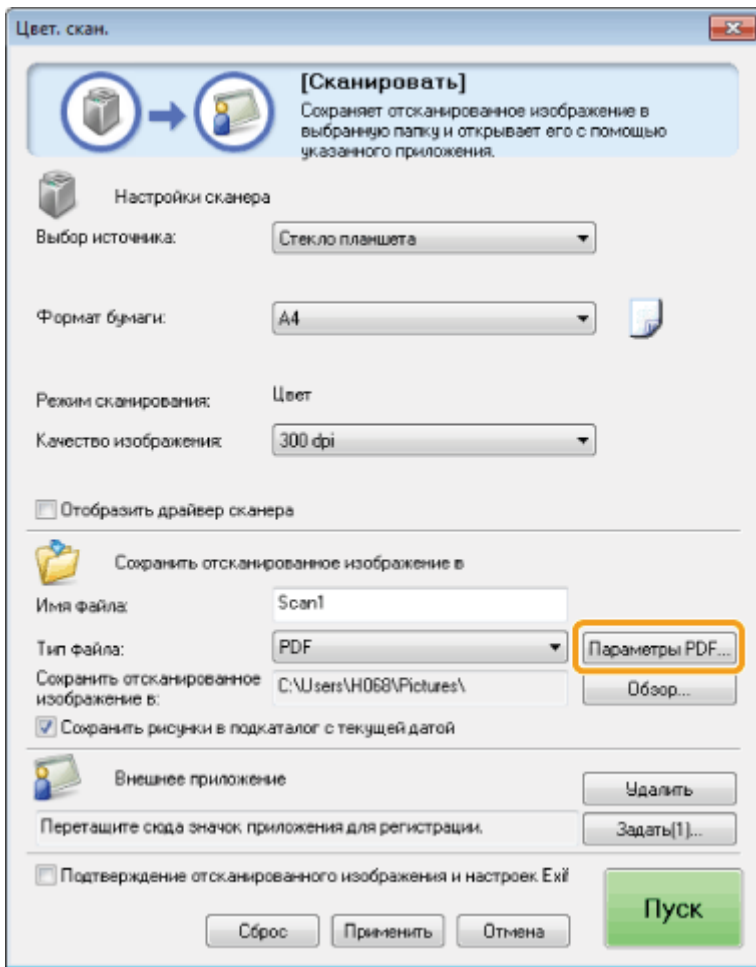 Цвет. скан.
[Сканировать]
Сохраняет отсканированное изображение в
выбранную папку и открывает его с помощью
указанного приложения.
Настройки сканера
Выбор источника:
Стекло планшета
Формат бумаги:
A4
Режим сканирования:
Цвет
Качество изображения:
300 dpi
Отобразить драйвер сканера
Сохранить отсканированное изображение в
Имя файла:
Scan1
Тип файла:
PDF
Параметры PDF...
Сохранить отсканированное
изображение в:
C:\Users\H068\Pictures\
Обзор...
Сохранить рисунки в подкаталог с текущей датой
Внешнее приложение
Удалить
Перетащите сюда значок приложения для регистрации.
Задать(1)...
Подтверждение отсканированного изображения и настроек Exif
Пуск
Сброс
Применить
Отмена